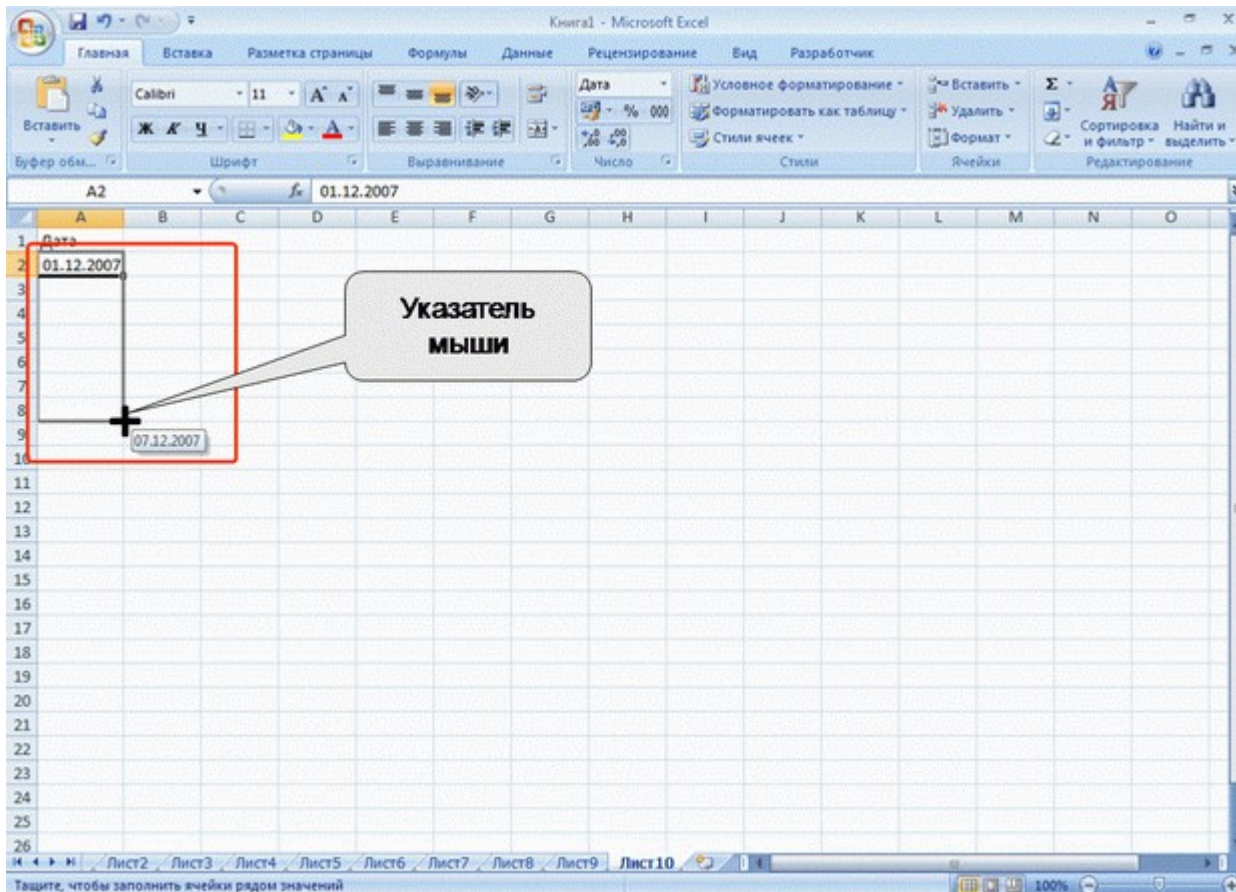 Книга1 - Microsoft Excel
Главная Вставка Разметка страницы Формулы Данные Рецензирование Вид Разработчик
Вставить
Буфер обм...
Calibri 11
Ж К Ч
Шрифт
Выравнивание
Дата
% 000
Число
Условное форматирование
Форматировать как таблицу
Стили ячеек
Стили
Вставить
Удалить
Формат
Ячейки
Σ
Сортировка и фильтр
Найти и выделить
Редактирование
A2 fx 01.12.2007
A B C D E F G H I J K L M N O
1 Дата
2 01.12.2007
3
4
5
6
7
8
9
10
11
12
13
14
15
16
17
18
19
20
21
22
23
24
25
26
Указатель
мыши
07.12.2007
Лист2 Лист3 Лист4 Лист5 Лист6 Лист7 Лист8 Лист9 Лист10
Тащите, чтобы заполнить ячейки рядом значений 100%